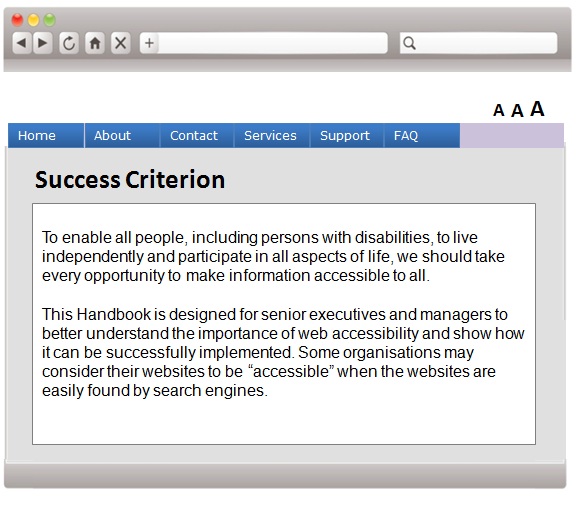 A A A
Home About Contact Services Support FAQ
Success Criterion
To enable all people, including persons with disabilities, to live
independently and participate in all aspects of life, we should take
every opportunity to make information accessible to all.
This Handbook is designed for senior executives and managers to
better understand the importance of web accessibility and show how
it can be successfully implemented. Some organisations may
consider their websites to be “accessible” when the websites are
easily found by search engines.